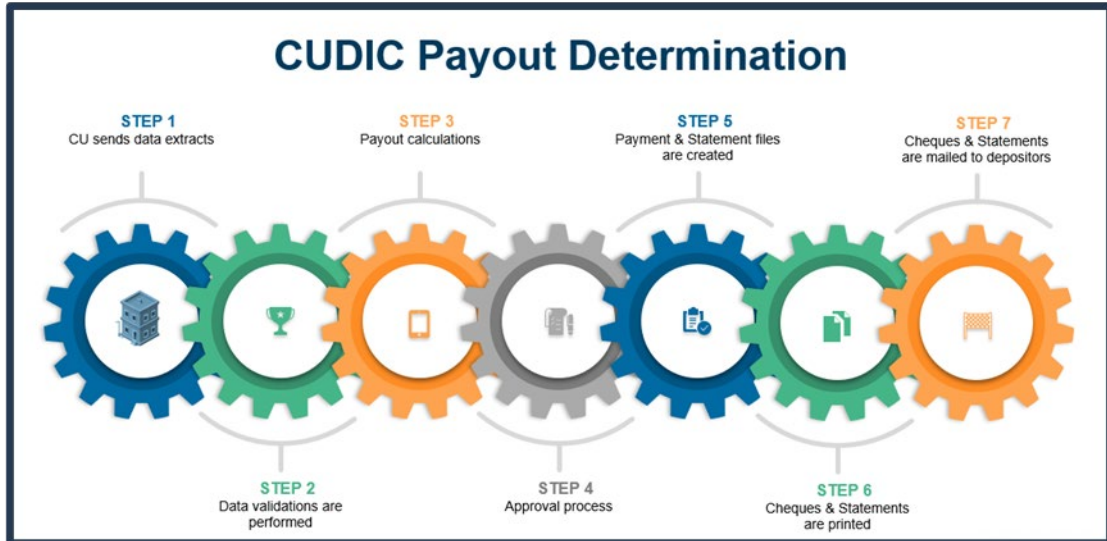 CUDIC Payout Determination
STEP 1
CU sends data extracts
STEP 3
Payout calculations
STEP 5
Payment & Statement files
are created
STEP 7
Cheques & Statements
are mailed to depositors
STEP 2
Data validations are
performed
STEP 4
Approval process
STEP 6
Cheques & Statements
are printed